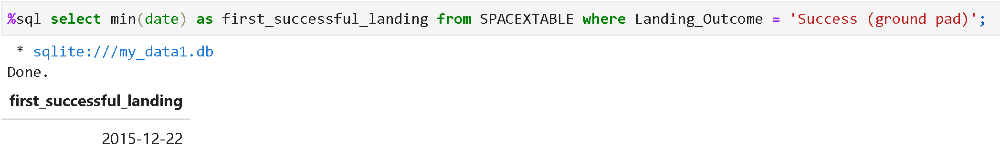 %sql select min(date) as first_successful_landing from SPACEXTABLE where Landing_Outcome = 'Success (ground pad)';
* sqlite:///my_data1.db
Done.
first_successful_landing
2015-12-22